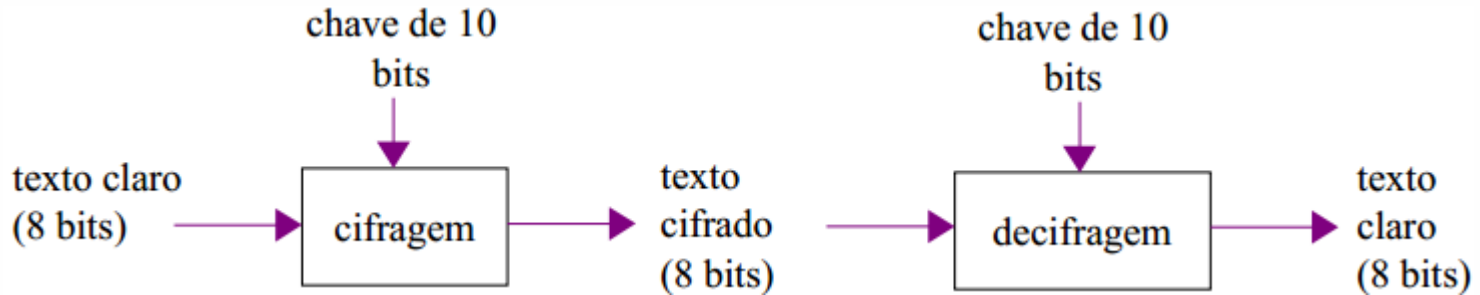 chave de 10
bits
texto claro
(8 bits)
cifragem
texto
cifrado
(8 bits)
chave de 10
bits
decifragem
texto
claro
(8 bits)